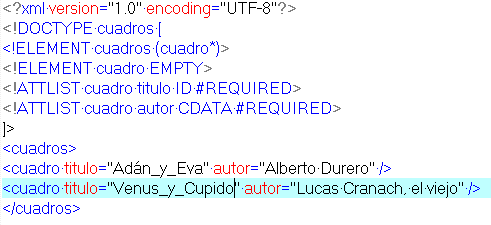 <?xml version="1.0" encoding="UTF-8"?>
<!DOCTYPE cuadros [
<!ELEMENT cuadros (cuadro*)>
<!ELEMENT cuadro EMPTY>
<!ATTLIST cuadro titulo ID #REQUIRED>
<!ATTLIST cuadro autor CDATA #REQUIRED>
]>
<cuadros>
<cuadro titulo="Adán_y_Eva" autor="Alberto Durero" />
<cuadro titulo="Venus_y_Cupido" autor="Lucas Cranach, el viejo" />
</cuadros>